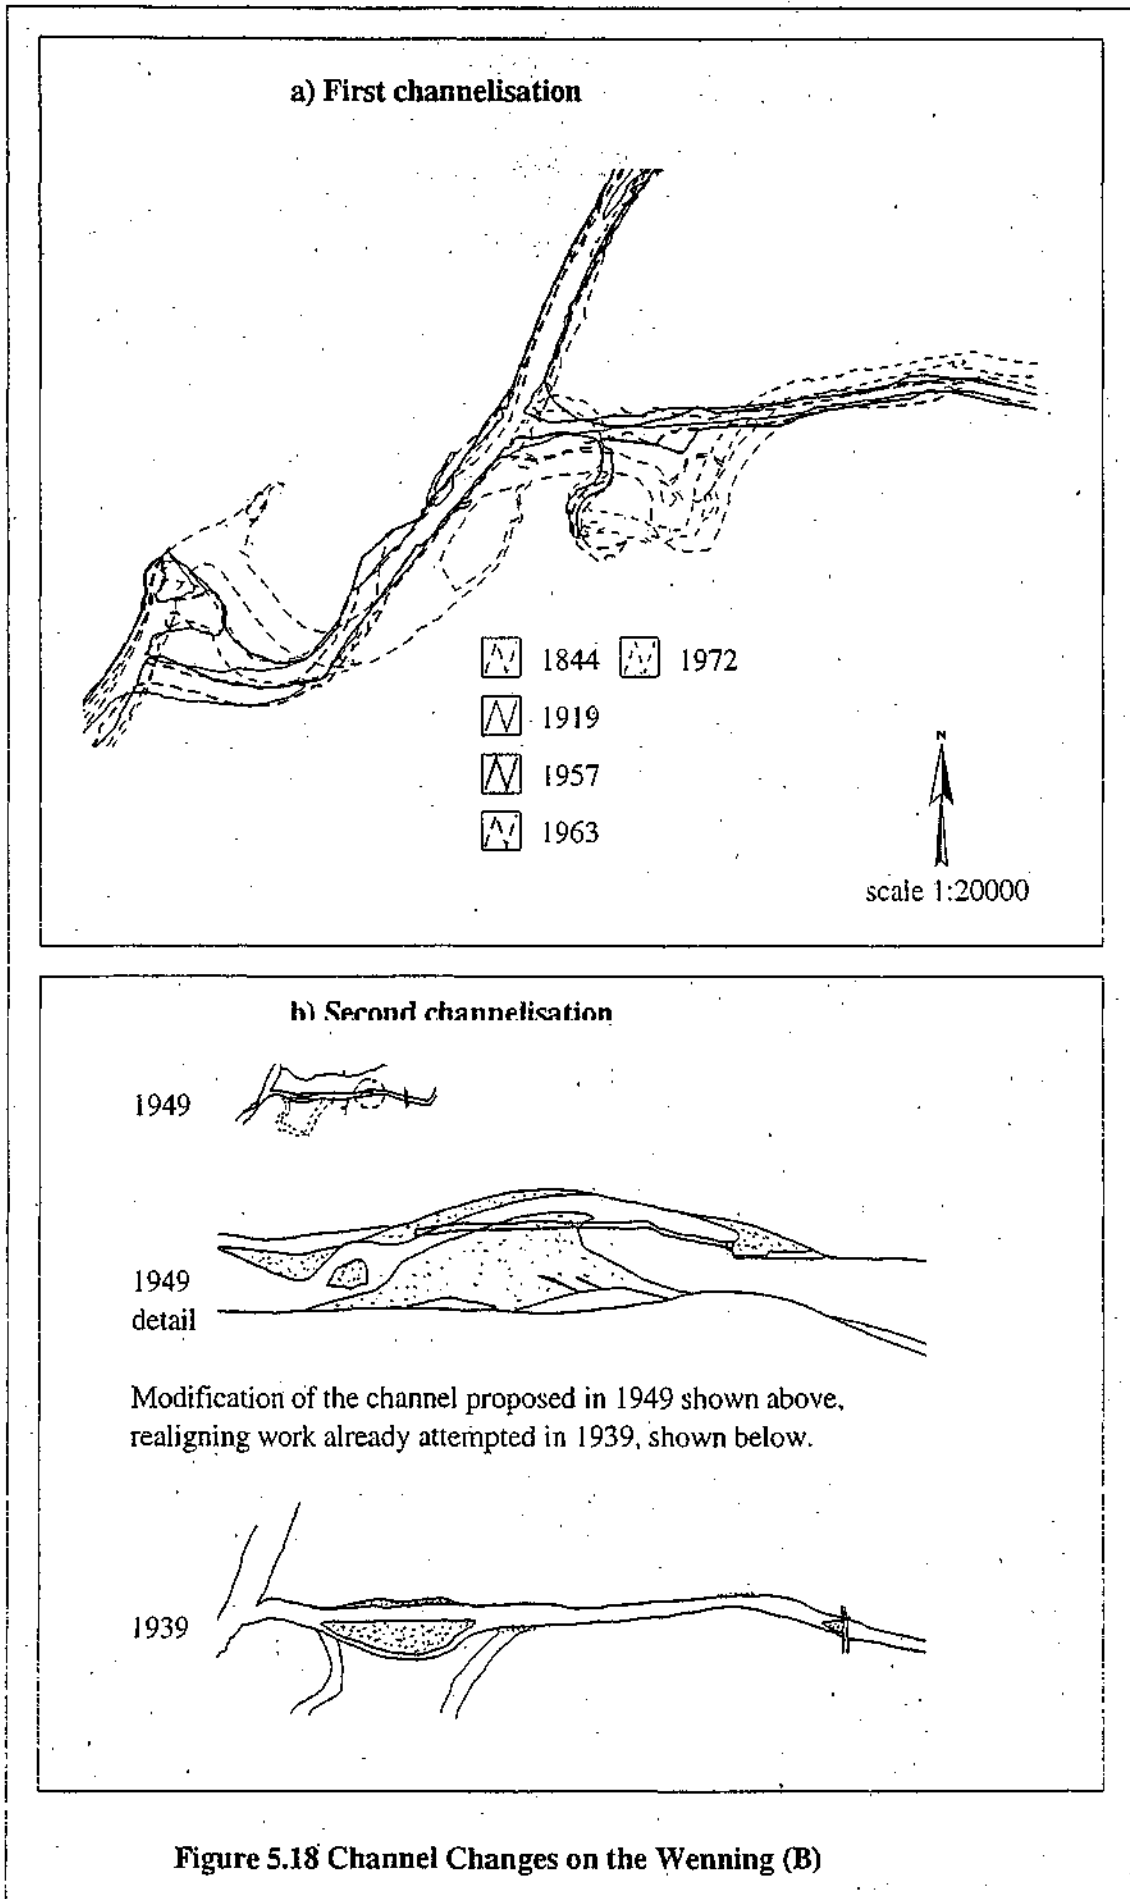 a) First channelisation
1844 1972
1919
1957
1963
N
scale 1:20000
b) Second channelisation
1949
1949
detail
Modification of the channel proposed in 1949 shown above,
realigning work already attempted in 1939, shown below.
1939
Figure 5.18 Channel Changes on the Wenning (B)